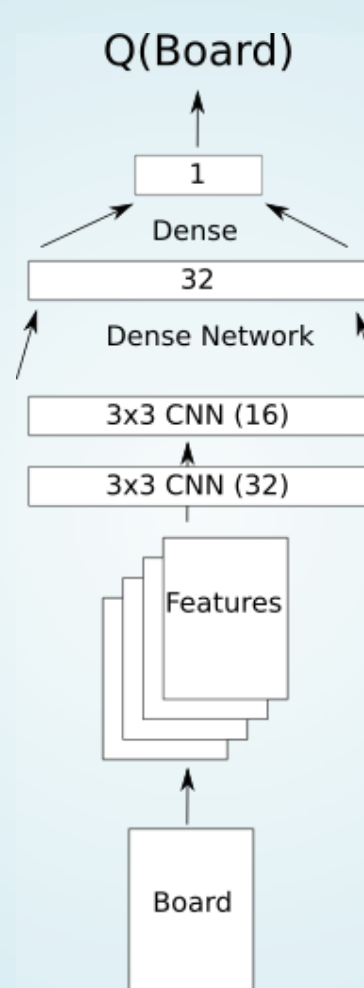 Q(Board)
1
Dense
32
Dense Network
3x3 CNN (16)
3x3 CNN (32)
Features
Board